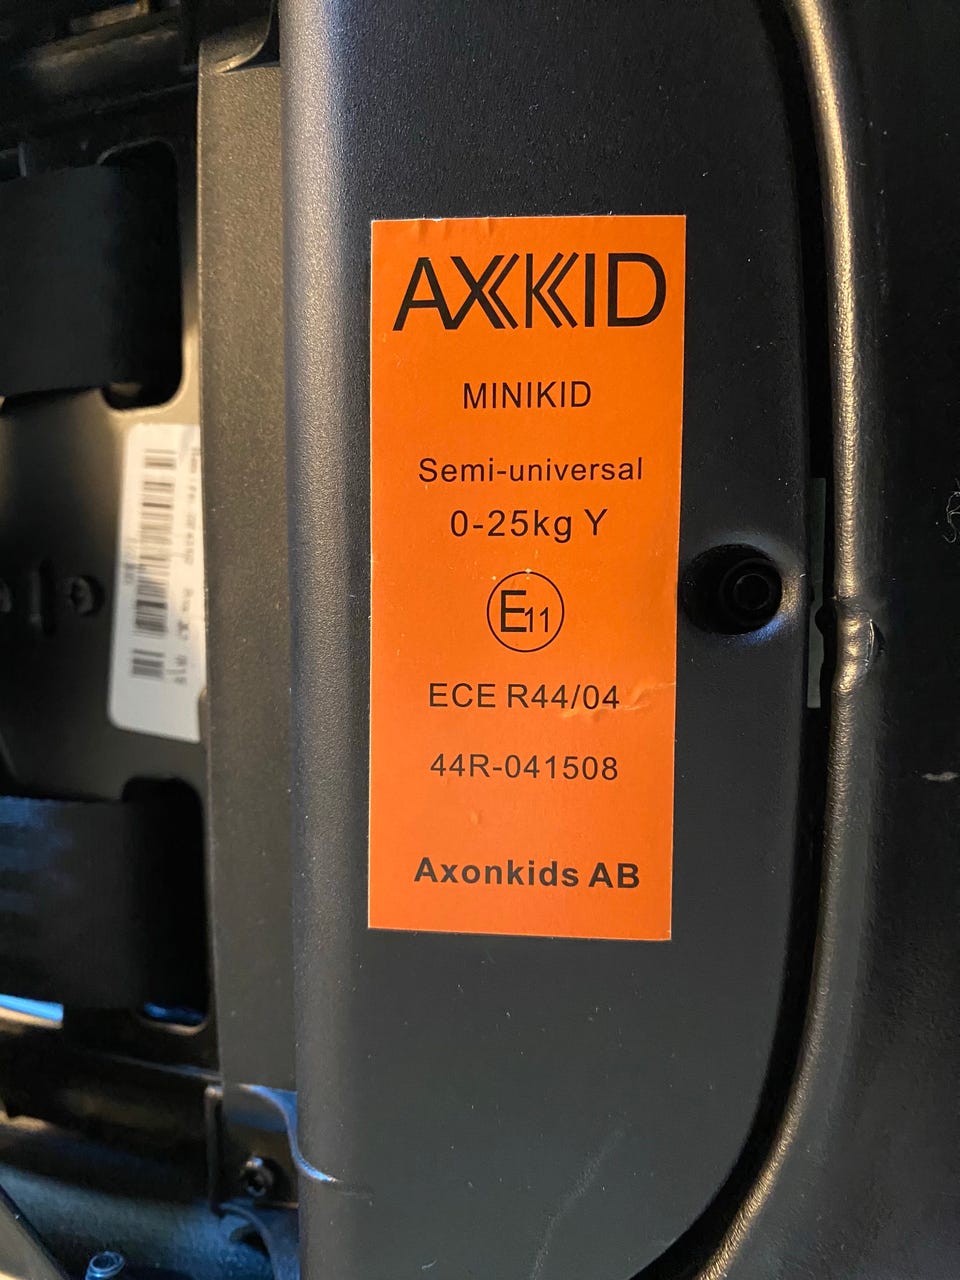 AXKID
MINIKID
Semi-universal
0-25kg Y
E11
ECE R44/04
44R-041508
Axonkids AB